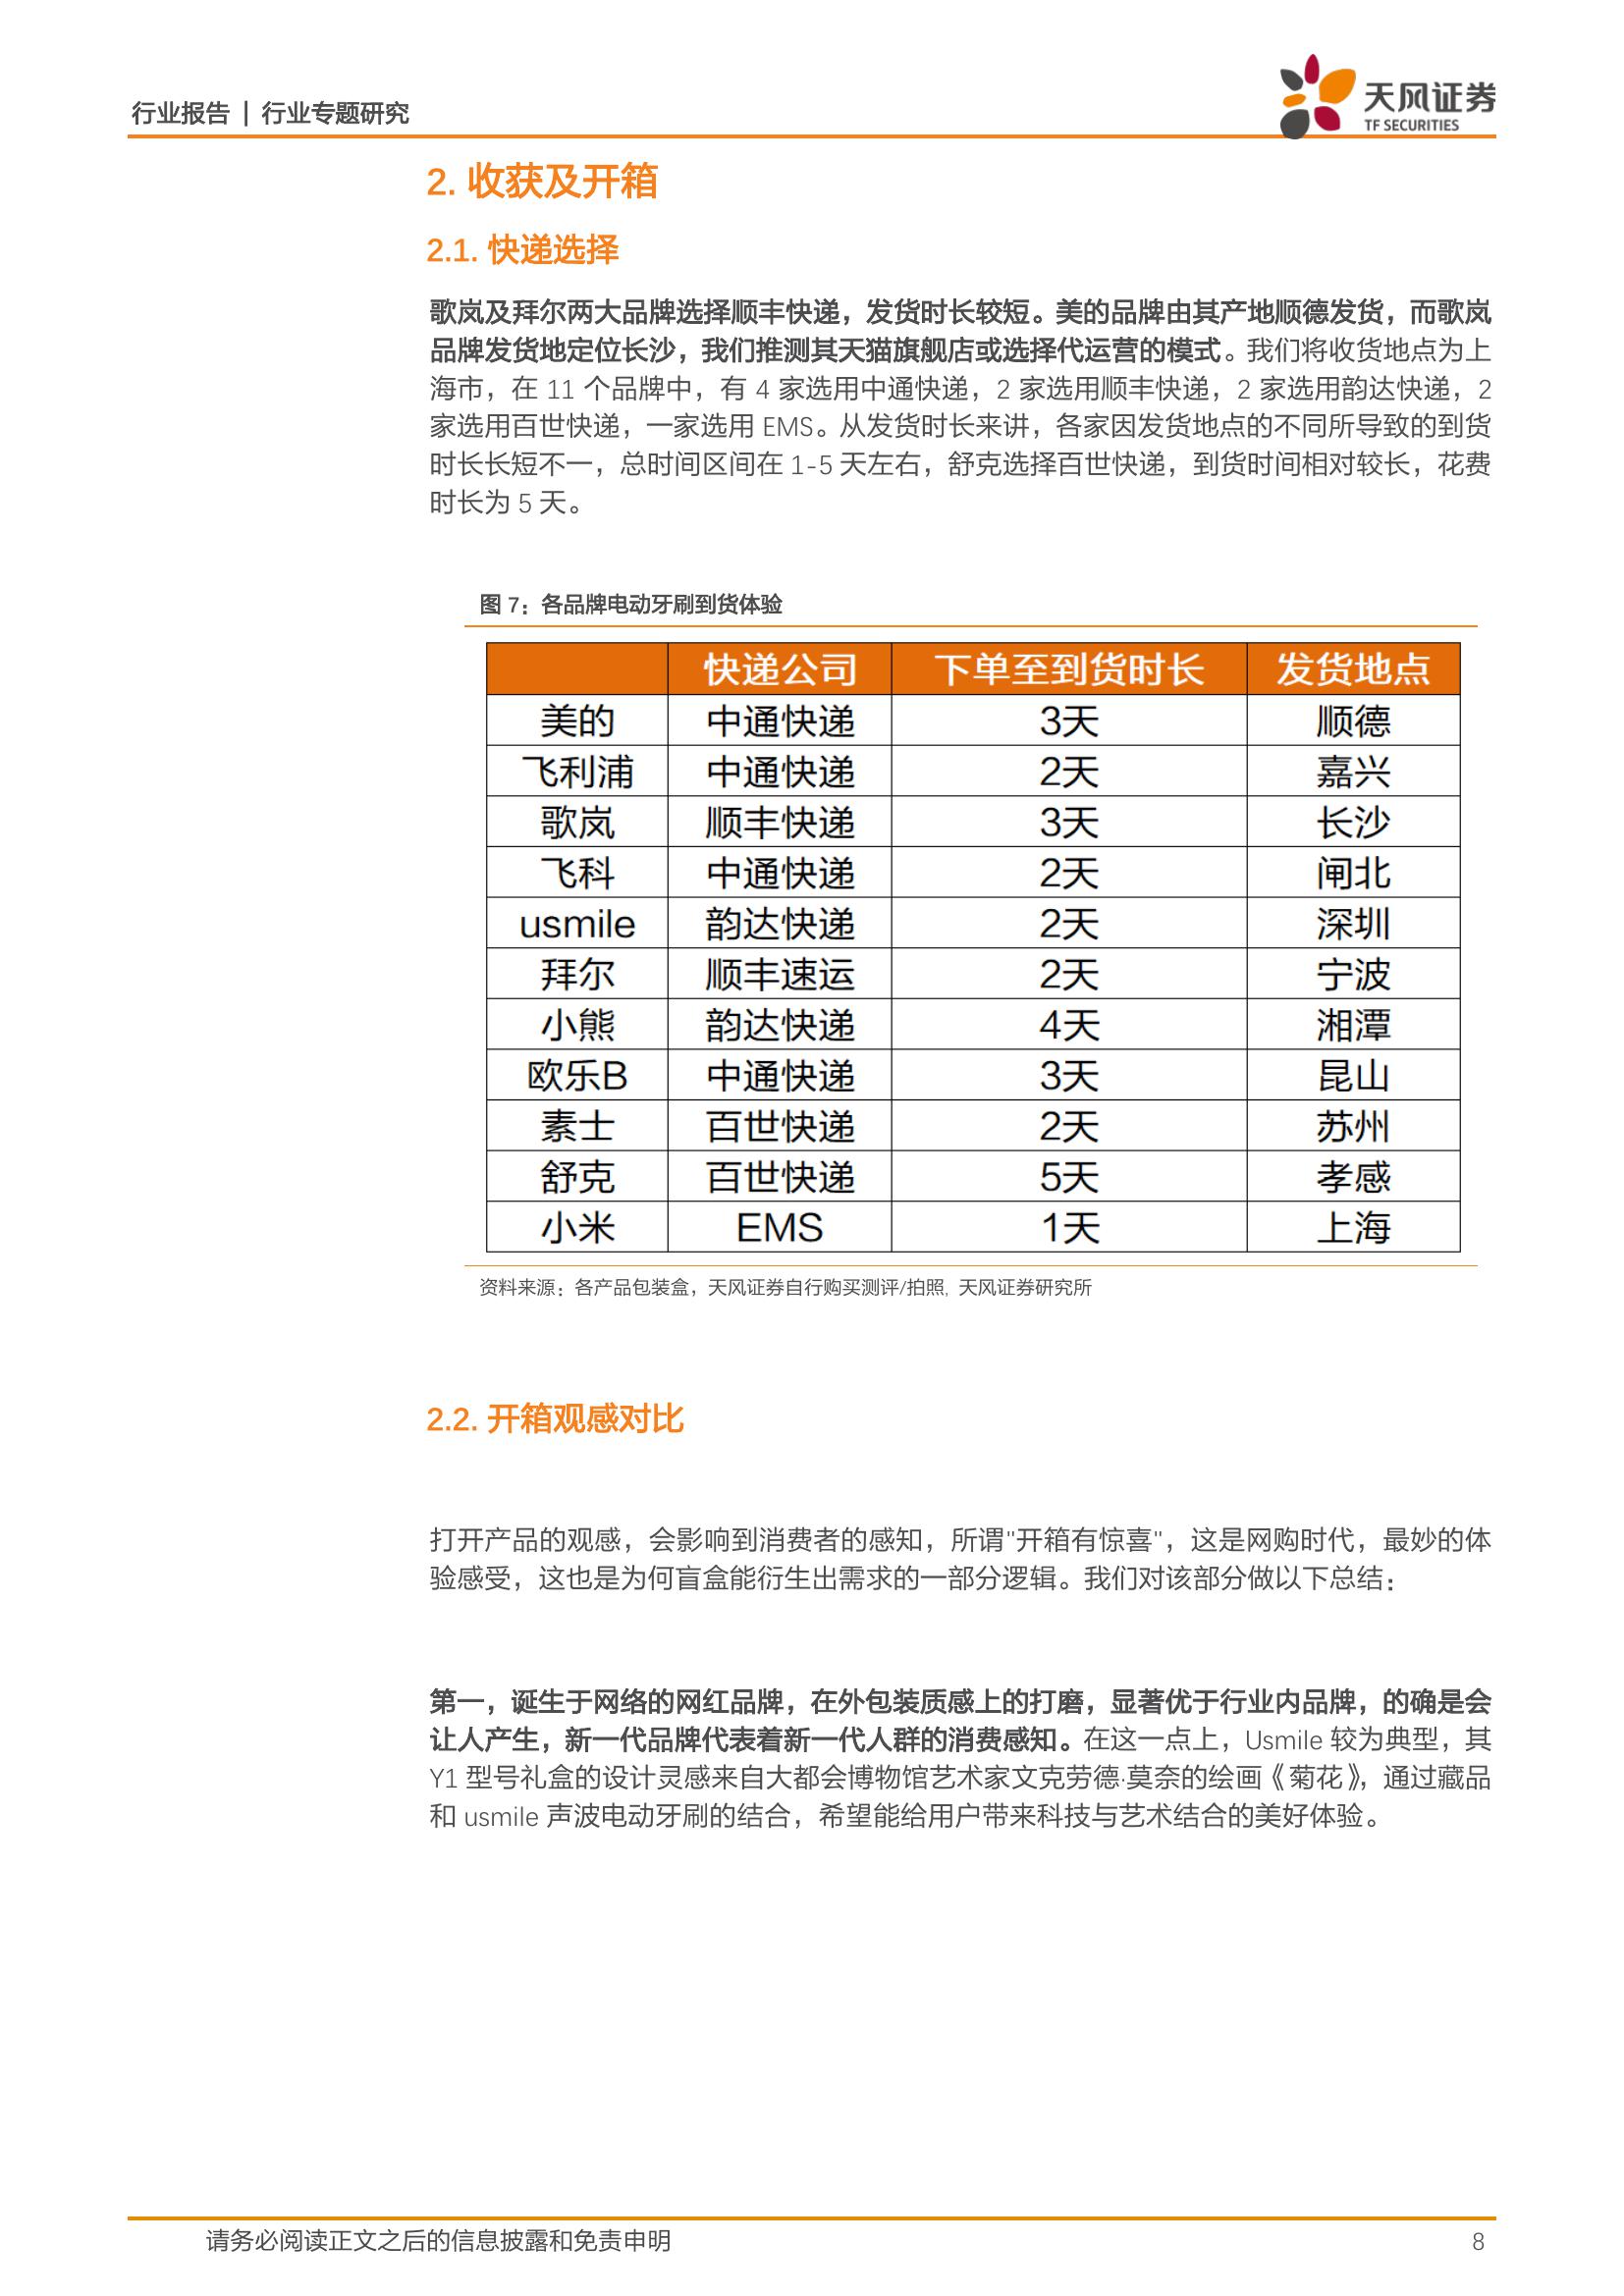 行业报告 | 行业专题研究
天风证券
TF SECURITIES
2. 收获及开箱
2.1. 快递选择
歌岚及拜尔两大品牌选择顺丰快递，发货时长较短。美的品牌由其产地顺德发货，而歌岚
品牌发货地定位长沙，我们推测其天猫旗舰店或选择代运营的模式。我们将收货地点为上
海市，在 11 个品牌中，有 4 家选用中通快递，2 家选用顺丰快递，2 家选用韵达快递，2
家选用百世快递，一家选用 EMS。从发货时长来讲，各家因发货地点的不同所导致的到货
时长长短不一，总时间区间在 1-5 天左右，舒克选择百世快递，到货时间相对较长，花费
时长为 5 天。
图 7：各品牌电动牙刷到货体验
快递公司 下单至到货时长 发货地点
美的 中通快递 3天 顺德
飞利浦 中通快递 2天 嘉兴
歌岚 顺丰快递 3天 长沙
飞科 中通快递 2天 闸北
usmile 韵达快递 2天 深圳
拜尔 顺丰速运 2天 宁波
小熊 韵达快递 4天 湘潭
欧乐B 中通快递 3天 昆山
素士 百世快递 2天 苏州
舒克 百世快递 5天 孝感
小米 EMS 1天 上海
资料来源：各产品包装盒，天风证券自行购买测评/拍照, 天风证券研究所
2.2. 开箱观感对比
打开产品的观感，会影响到消费者的感知，所谓"开箱有惊喜"，这是网购时代，最妙的体
验感受，这也是为何盲盒能衍生出需求的一部分逻辑。我们对该部分做以下总结：
第一，诞生于网络的网红品牌，在外包装质感上的打磨，显著优于行业内品牌，的确是会
让人产生，新一代品牌代表着新一代人群的消费感知。在这一点上，Usmile 较为典型，其
Y1 型号礼盒的设计灵感来自大都会博物馆艺术家文克劳德·莫奈的绘画《菊花》，通过藏品
和 usmile 声波电动牙刷的结合，希望能给用户带来科技与艺术结合的美好体验。
请务必阅读正文之后的信息披露和免责申明 8